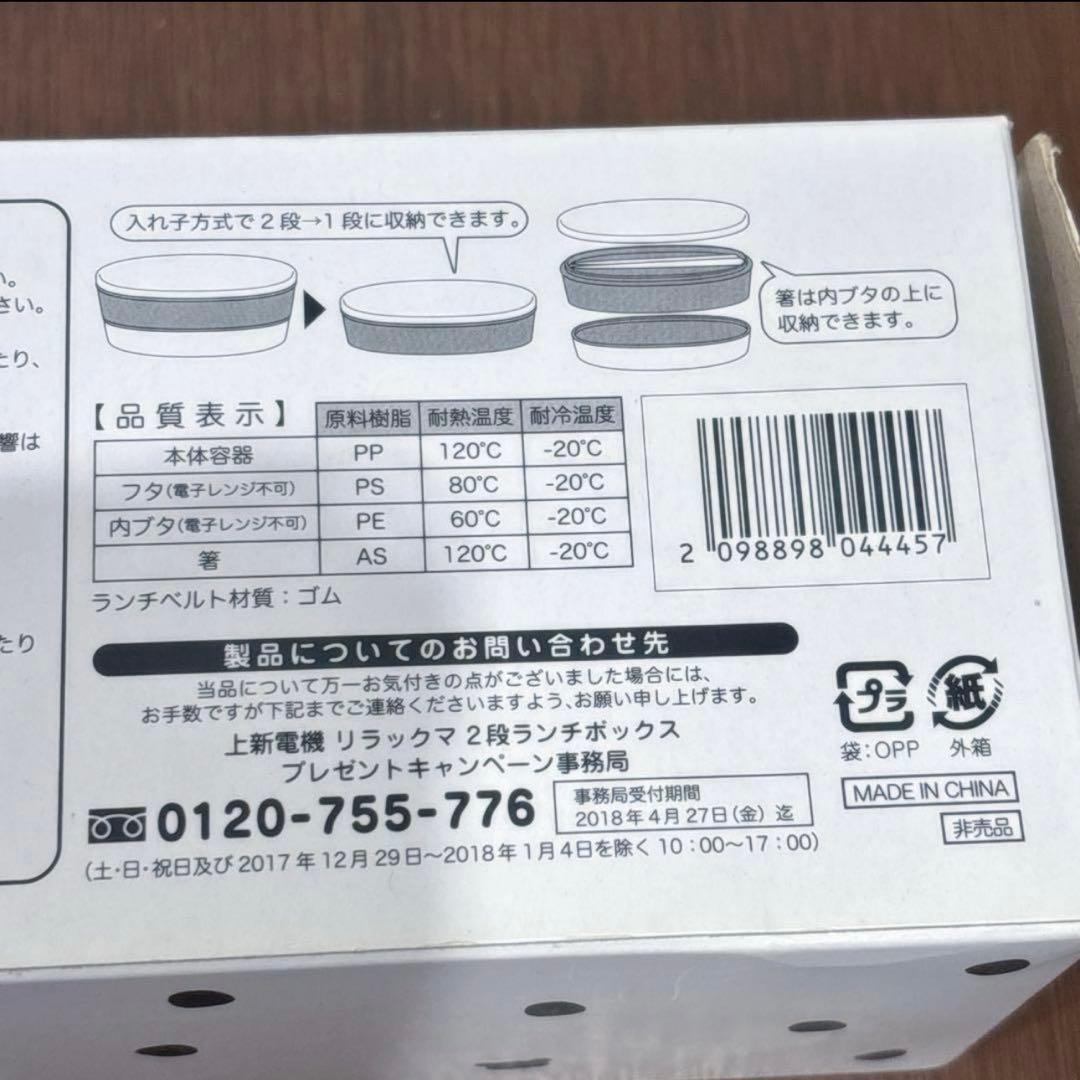 い。
さい。
たり、
響は
たり
入れ子方式で2段→1段に収納できます。
箸は内ブタの上に
収納できます。
【品質表示】 原料樹脂 耐熱温度 耐冷温度
本体容器 PP 120℃ -20℃
フタ(電子レンジ不可) PS 80℃ -20℃
内ブタ(電子レンジ不可) PE 60℃ -20℃
箸 AS 120℃ -20℃
ランチベルト材質：ゴム
2 098898 044457
製品についてのお問い合わせ先
当品について万一お気付きの点がございました場合には、
お手数ですが下記までご連絡くださいますよう、お願い申し上げます。
上新電機 リラックマ 2段ランチボックス
プレゼントキャンペーン事務局
0120-755-776
事務局受付期間
2018年4月27日(金)迄
(土・日・祝日及び2017年12月29日～2018年1月4日を除く10：00～17：00)
プラ
紙
袋：OPP
外箱
MADE IN CHINA
非売品